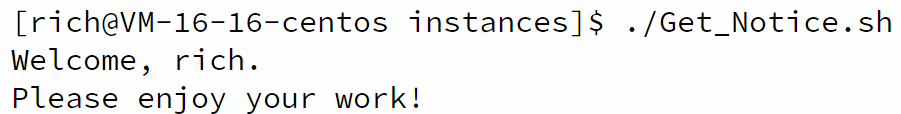 [rich@VM-16-16-centos instances]$ ./Get_Notice.sh
Welcome, rich.
Please enjoy your work!